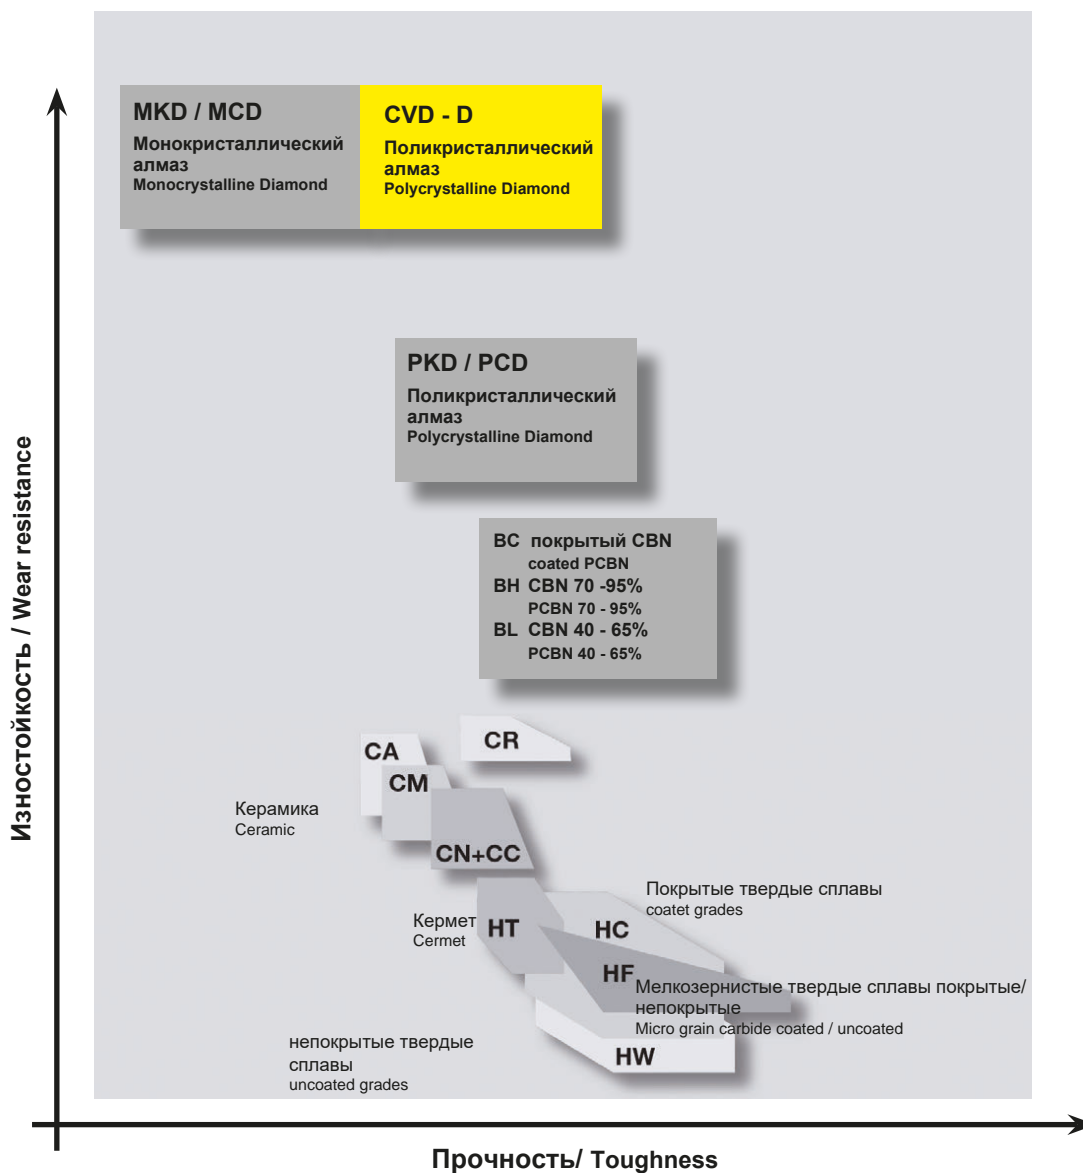 MKD / MCD
Монокристаллический
алмаз
Monocrystalline Diamond
CVD - D
Поликристаллический
алмаз
Polycrystalline Diamond
PKD / PCD
Поликристаллический
алмаз
Polycrystalline Diamond
BC покрытый CBN
coated PCBN
BH CBN 70 -95%
PCBN 70 - 95%
BL CBN 40 - 65%
PCBN 40 - 65%
Изностойкость / Wear resistance
CR
CA
CM
Керамика
Ceramic
CN+CC
Покрытые твердые сплавы
coatet grades
Кермет
Cermet
HT
HC
HF
Мелкозернистые твердые сплавы покрытые/
непокрытые
Micro grain carbide coated / uncoated
непокрытые твердые
сплавы
uncoated grades
HW
Прочность/ Toughness